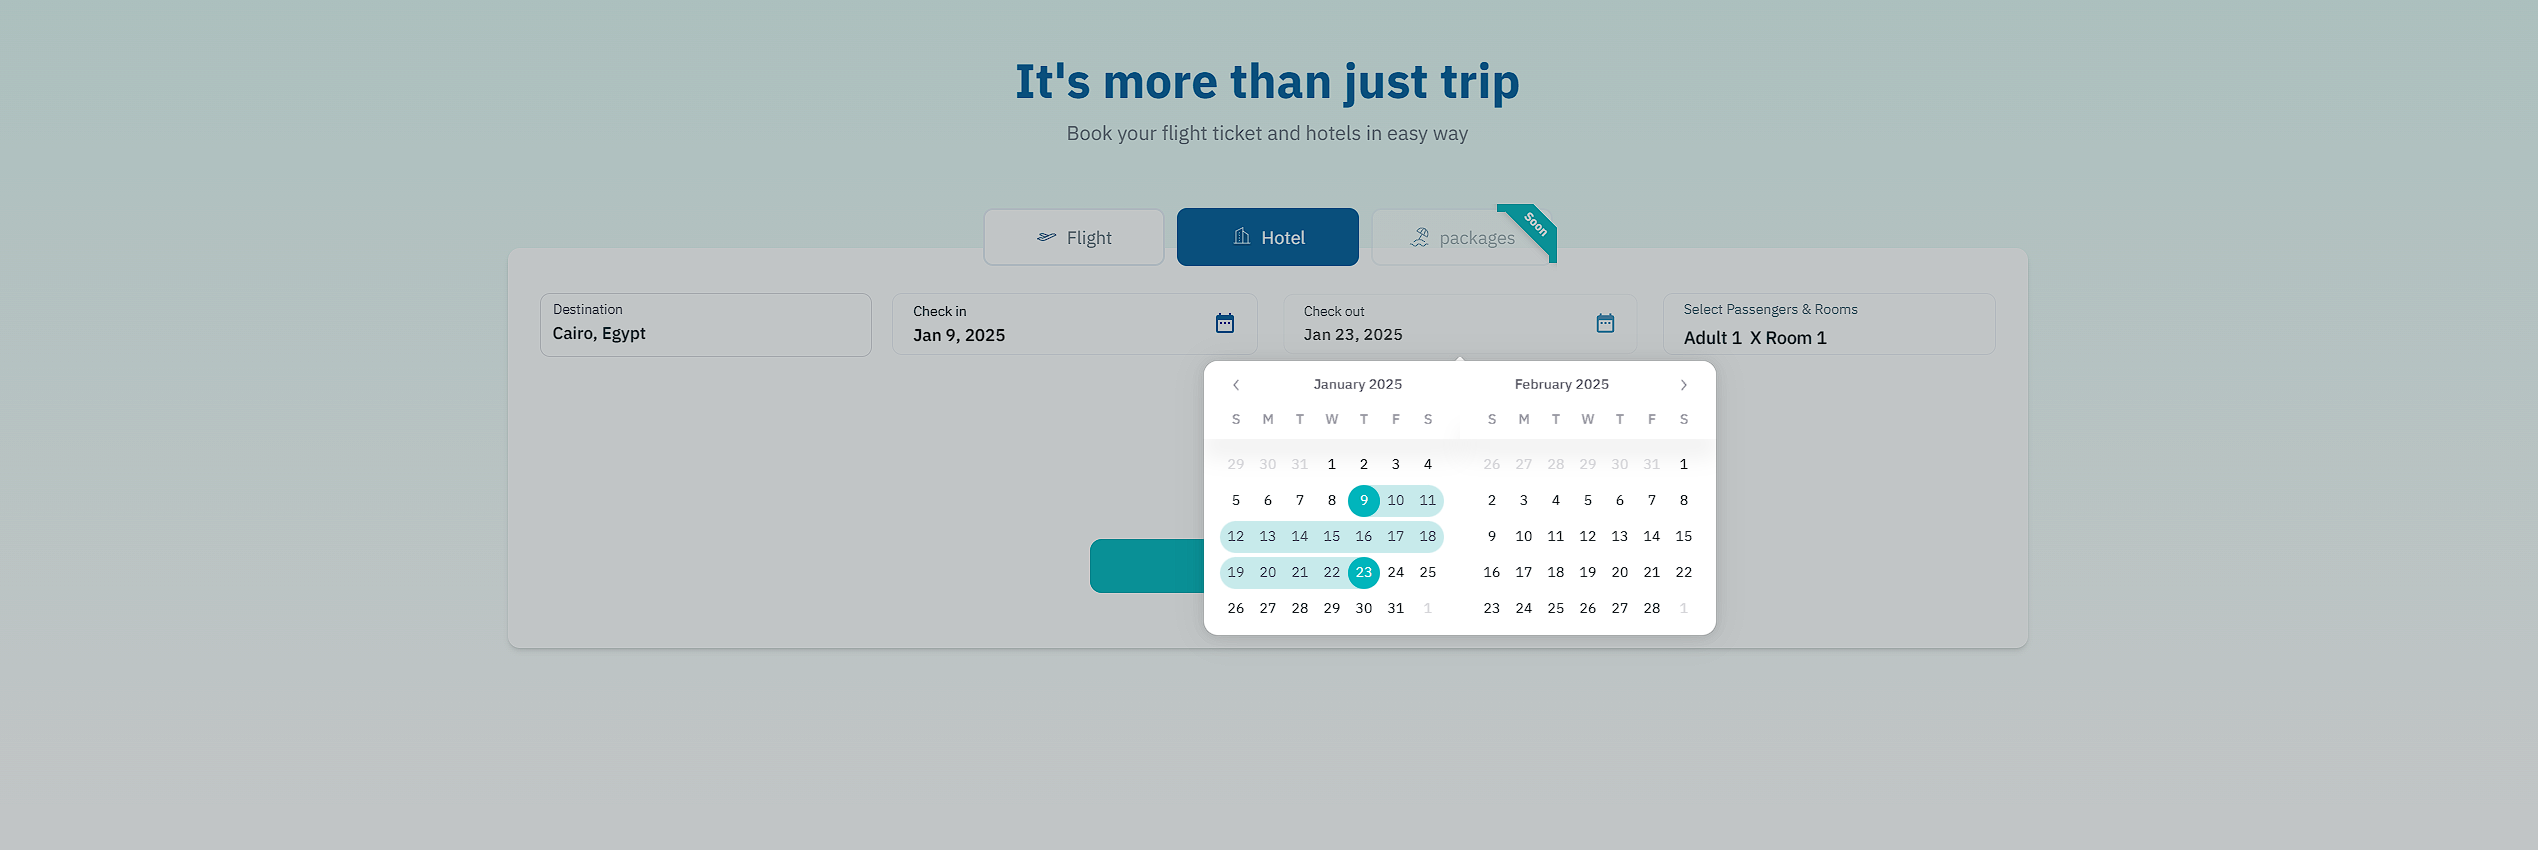 It's more than just trip
Book your flight ticket and hotels in easy way
Flight
Hotel
packages
Soon
Destination
Cairo, Egypt
Check in
Jan 9, 2025
Check out
Jan 23, 2025
Select Passengers & Rooms
Adult 1 X Room 1
January 2025
S M T W T F S
29 30 31 1 2 3 4
5 6 7 8 9 10 11
12 13 14 15 16 17 18
19 20 21 22 23 24 25
26 27 28 29 30 31 1
February 2025
S M T W T F S
26 27 28 29 30 31 1
2 3 4 5 6 7 8
9 10 11 12 13 14 15
16 17 18 19 20 21 22
23 24 25 26 27 28 1